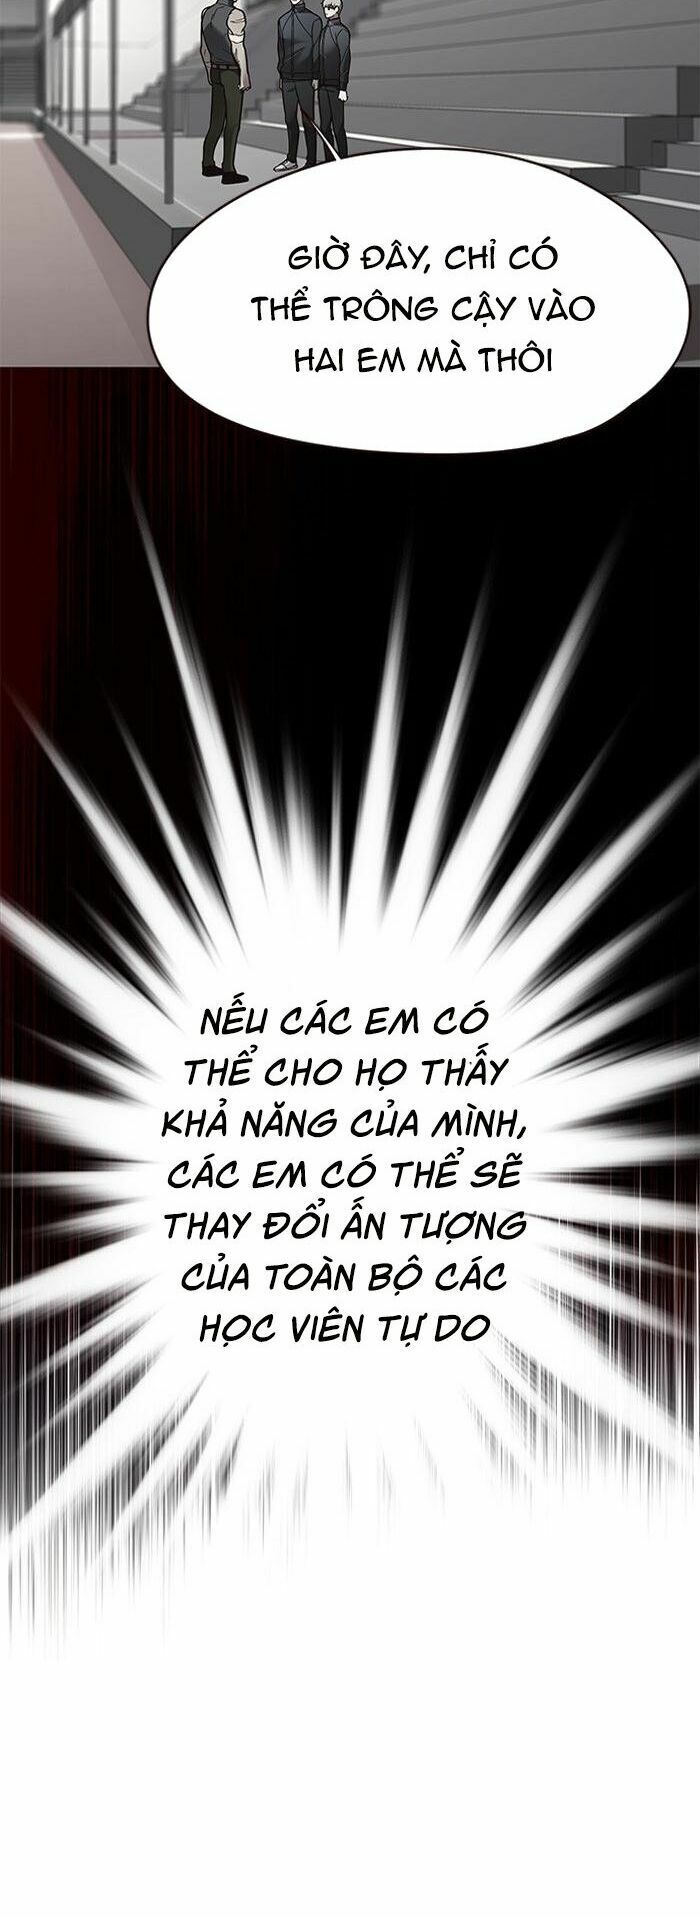 GIỜ ĐÂY, CHỈ CÓ
THỂ TRÔNG CẬY VÀO
HAI EM MÀ THÔI
NẾU CÁC EM CÓ
THỂ CHO HỌ THẤY
KHẢ NĂNG CỦA MÌNH,
CÁC EM CÓ THỂ SẼ
THAY ĐỔI ẤN TƯỢNG
CỦA TOÀN BỘ CÁC
HỌC VIÊN TỰ DO